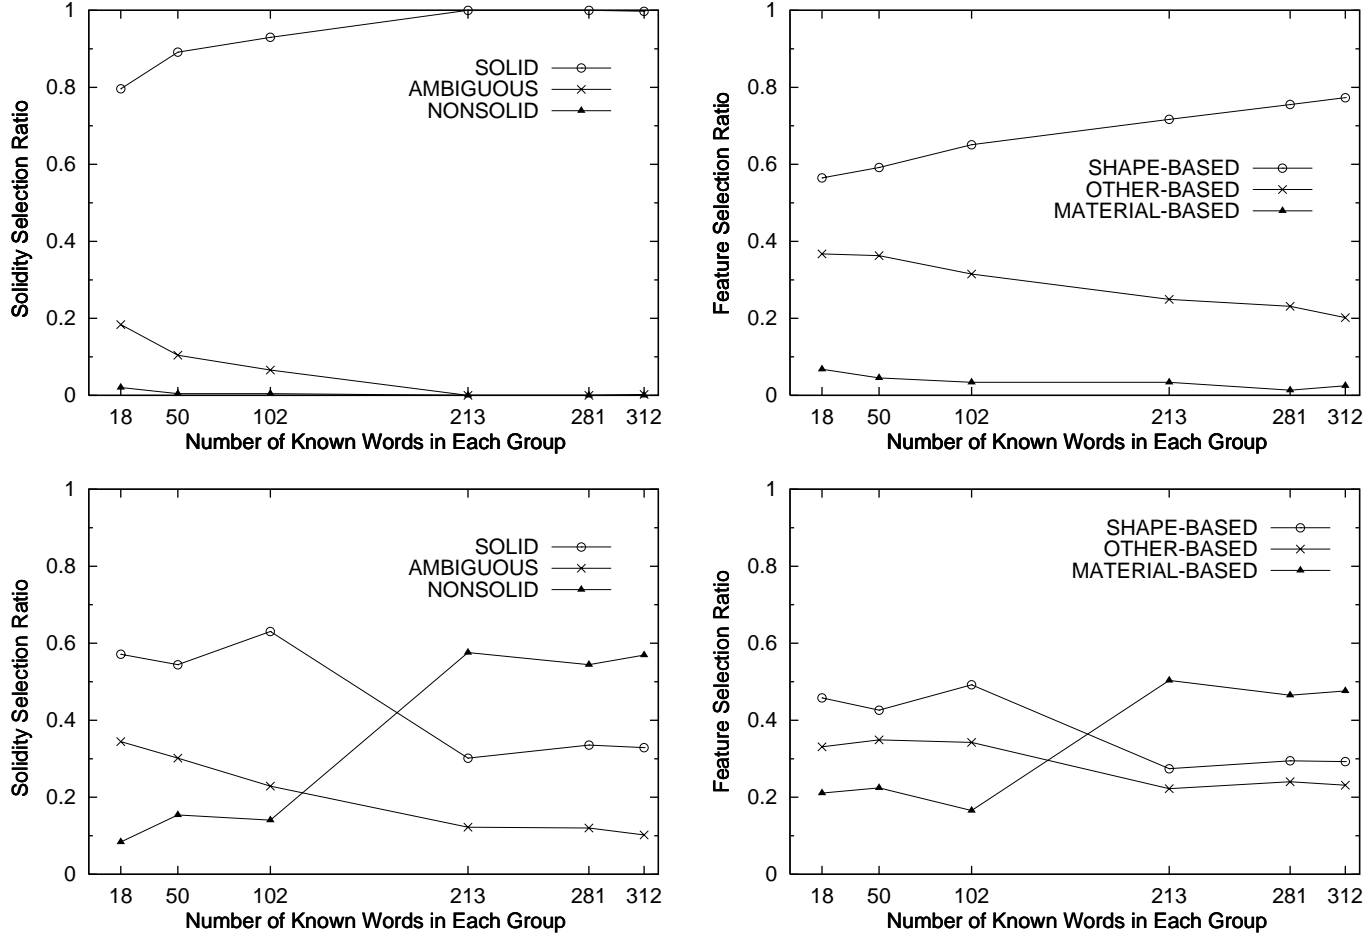 1
0.8
0.6
0.4
0.2
0
Solidity Selection Ratio
SOLID
AMBIGUOUS
NONSOLID
18 50 102 213 281 312
Number of Known Words in Each Group
1
0.8
0.6
0.4
0.2
0
Feature Selection Ratio
SHAPE-BASED
OTHER-BASED
MATERIAL-BASED
18 50 102 213 281 312
Number of Known Words in Each Group
1
0.8
0.6
0.4
0.2
0
Solidity Selection Ratio
SOLID
AMBIGUOUS
NONSOLID
18 50 102 213 281 312
Number of Known Words in Each Group
1
0.8
0.6
0.4
0.2
0
Feature Selection Ratio
SHAPE-BASED
OTHER-BASED
MATERIAL-BASED
18 50 102 213 281 312
Number of Known Words in Each Group